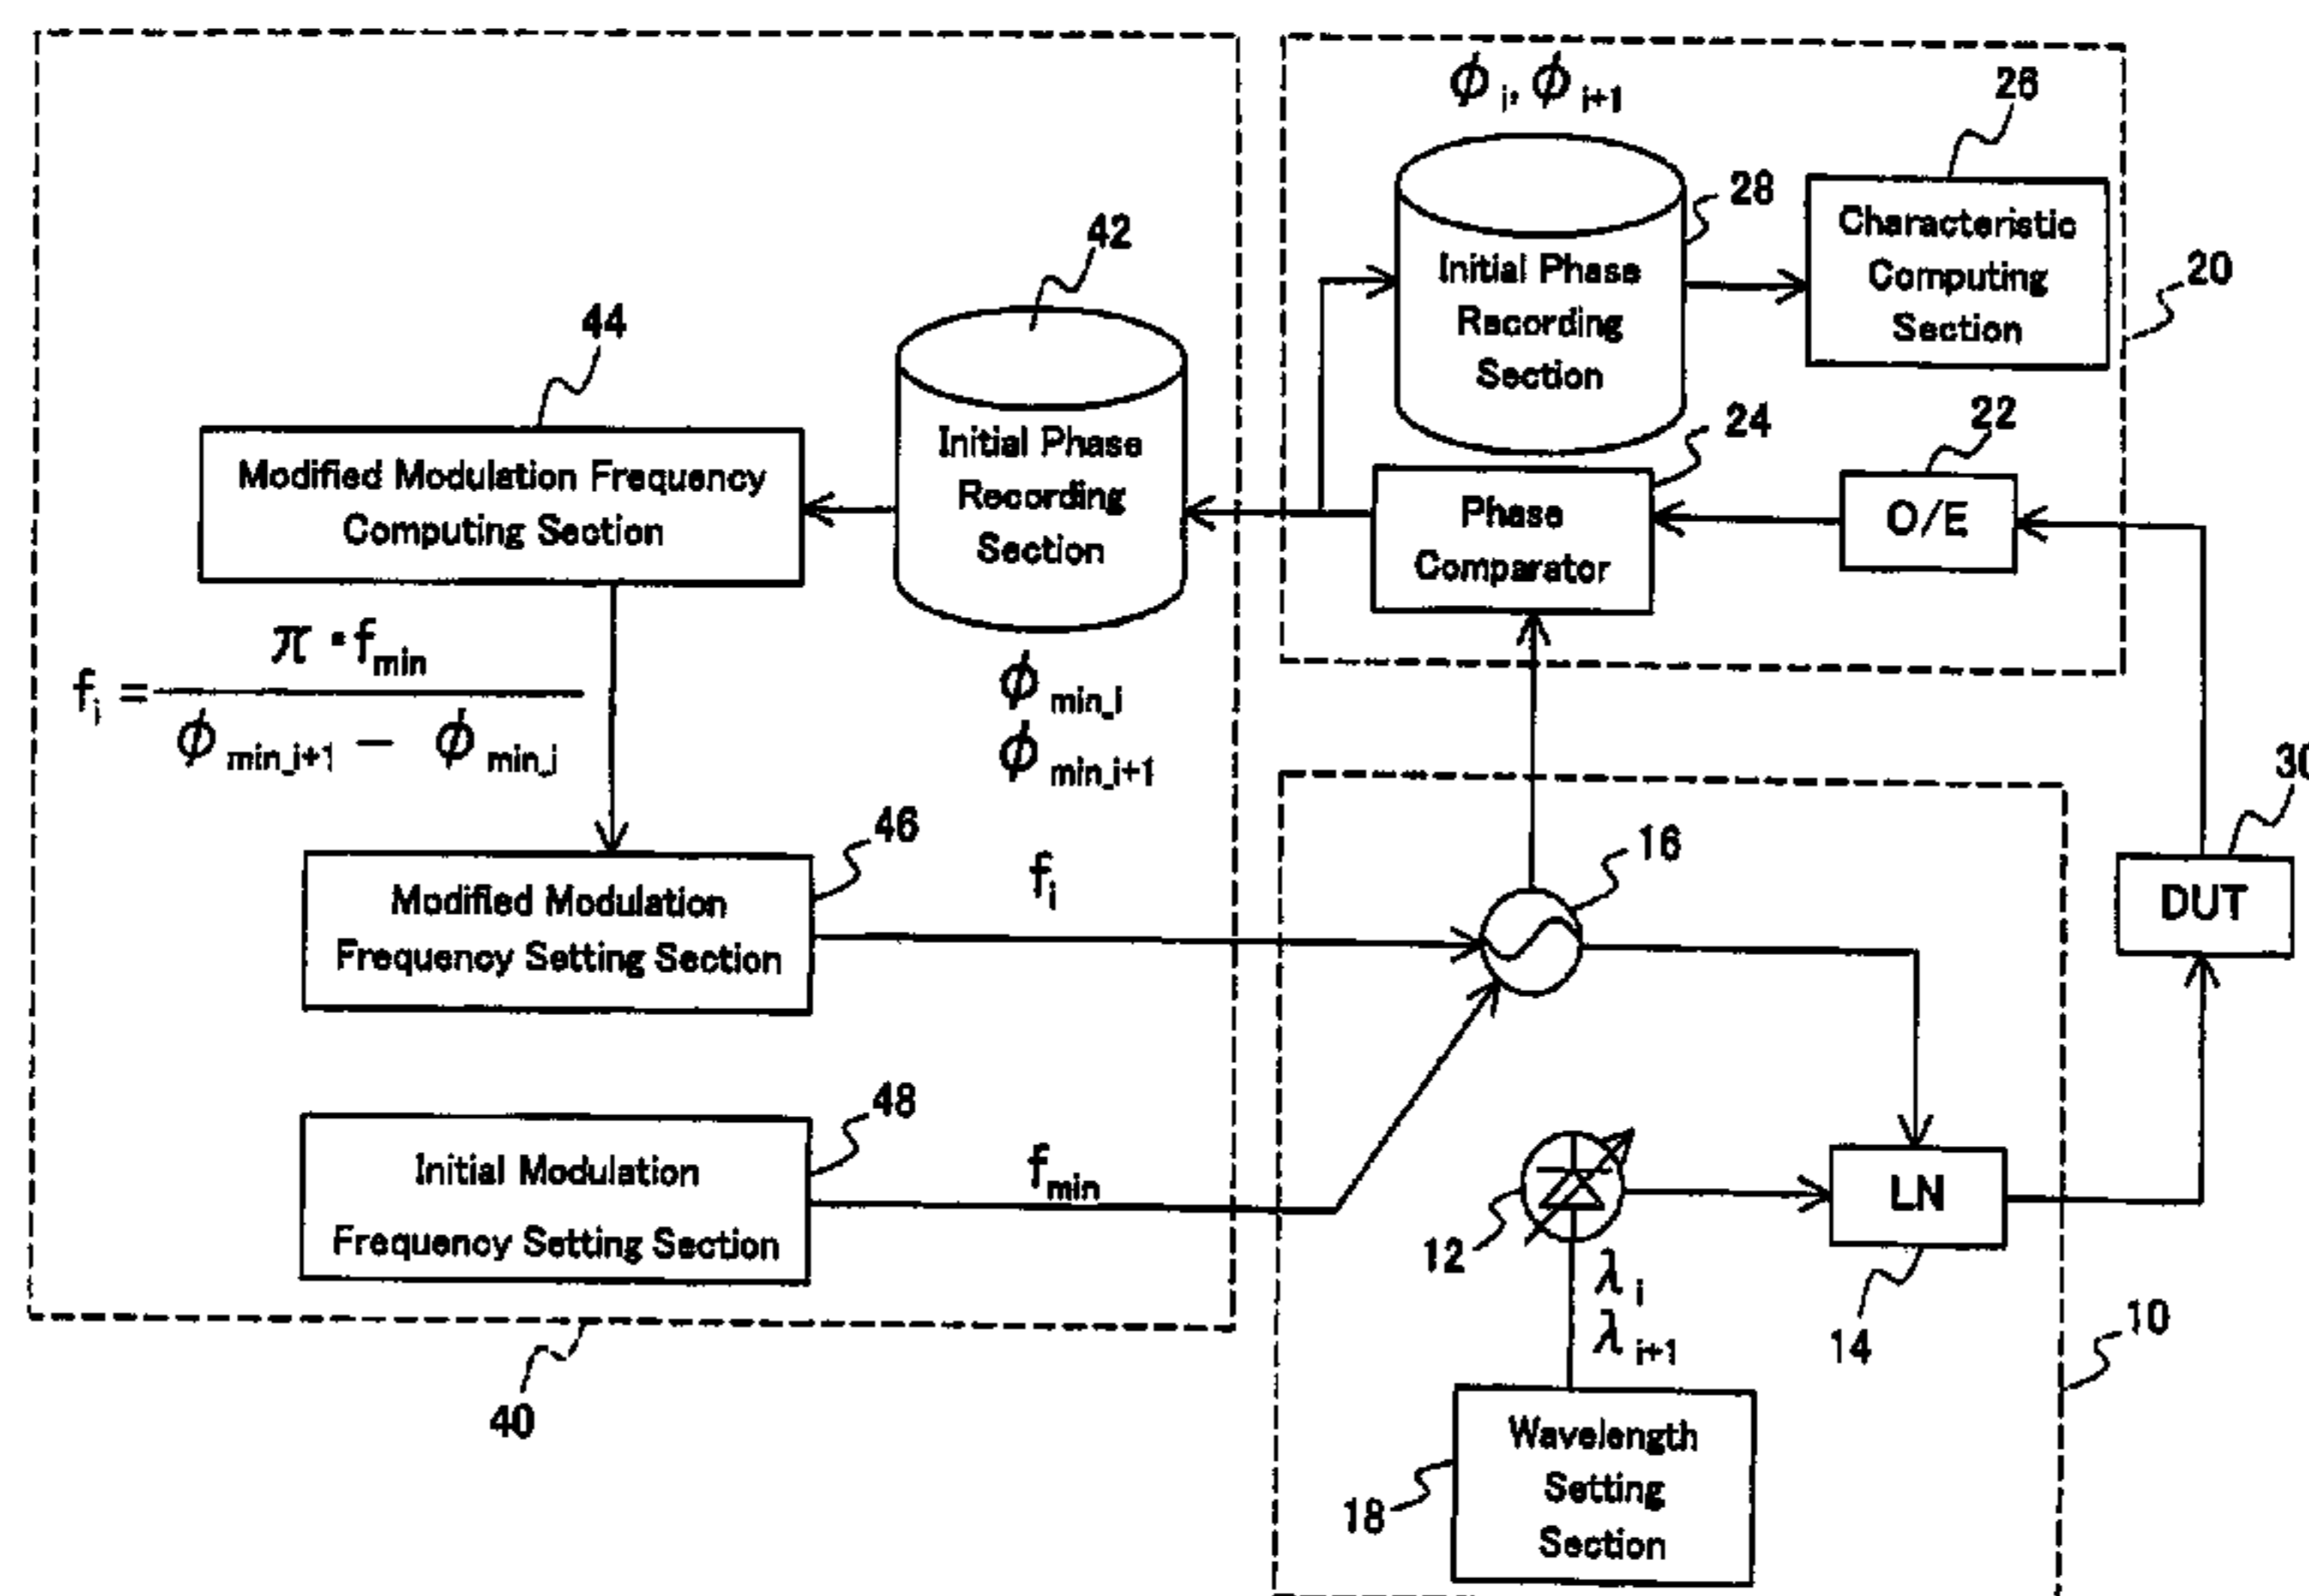 ϕ i, ϕ i+1
26
28
Characteristic
Computing
Section
20
Initial Phase
Recording
Section
42
44
Initial Phase
Recording
Section
Modified Modulation Frequency
Computing Section
24
22
Phase
Comparator
O/E
π・f min
f i =
ϕ min_i+1 − ϕ min_i
ϕ min_i
ϕ min_i+1
30
DUT
46
Modified Modulation
Frequency Setting Section
f i
16
48
Initial Modulation
Frequency Setting Section
f min
12
LN
14
10
λ i
λ i+1
40
18
Wavelength
Setting
Section